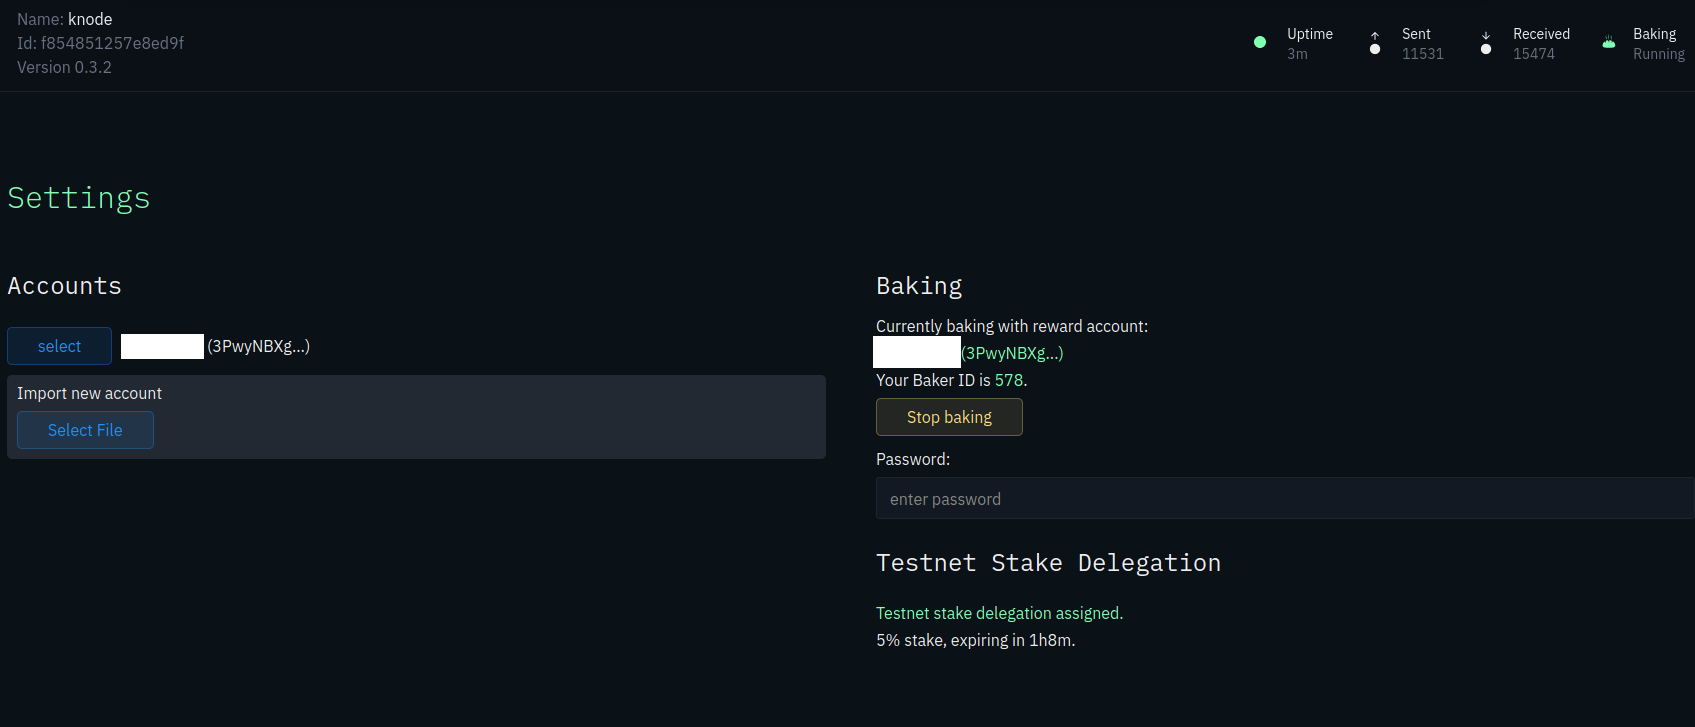 Name: knode
Id: f854851257e8ed9f
Version 0.3.2
Uptime
3m
Sent
11531
Received
15474
Baking
Running
Settings
Accounts
select (3PwyNBXg...)
Import new account
Select File
Baking
Currently baking with reward account:
(3PwyNBXg...)
Your Baker ID is 578.
Stop baking
Password:
enter password
Testnet Stake Delegation
Testnet stake delegation assigned.
5% stake, expiring in 1h8m.